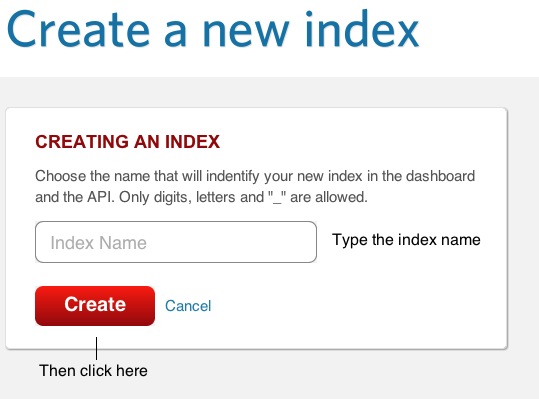 Create a new index
CREATING AN INDEX
Choose the name that will indentify your new index in the dashboard
and the API. Only digits, letters and "_" are allowed.
Index Name
Type the index name
Create
Cancel
Then click here